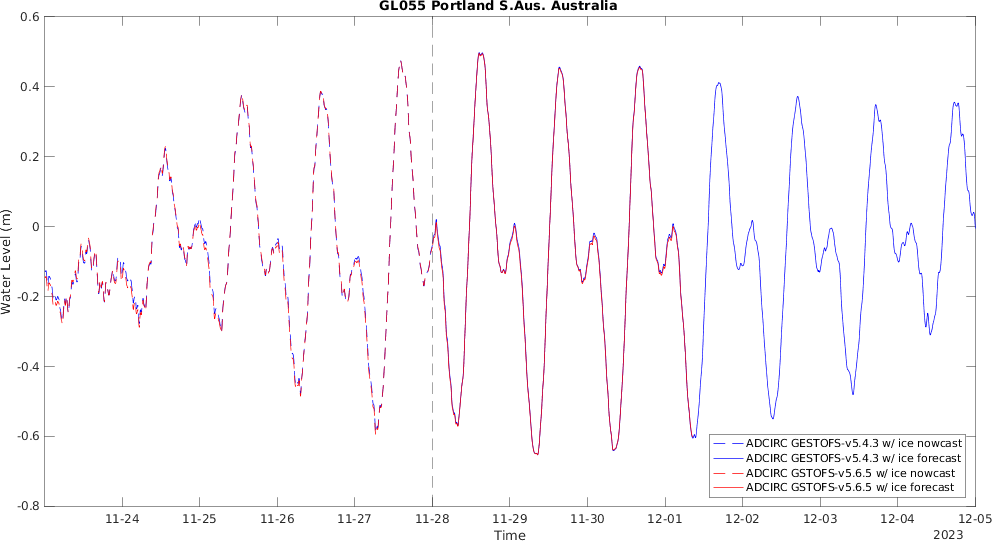 GL055 Portland S.Aus. Australia
0.6
0.4
0.2
0
-0.2
-0.4
-0.6
-0.8
Water Level (m)
ADCIRC GESTOFS-v5.4.3 w/ ice nowcast
ADCIRC GESTOFS-v5.4.3 w/ ice forecast
ADCIRC GSTOFS-v5.6.5 w/ ice nowcast
ADCIRC GSTOFS-v5.6.5 w/ ice forecast
11-24 11-25 11-26 11-27 11-28 11-29 11-30 12-01 12-02 12-03 12-04 12-05
Time
2023